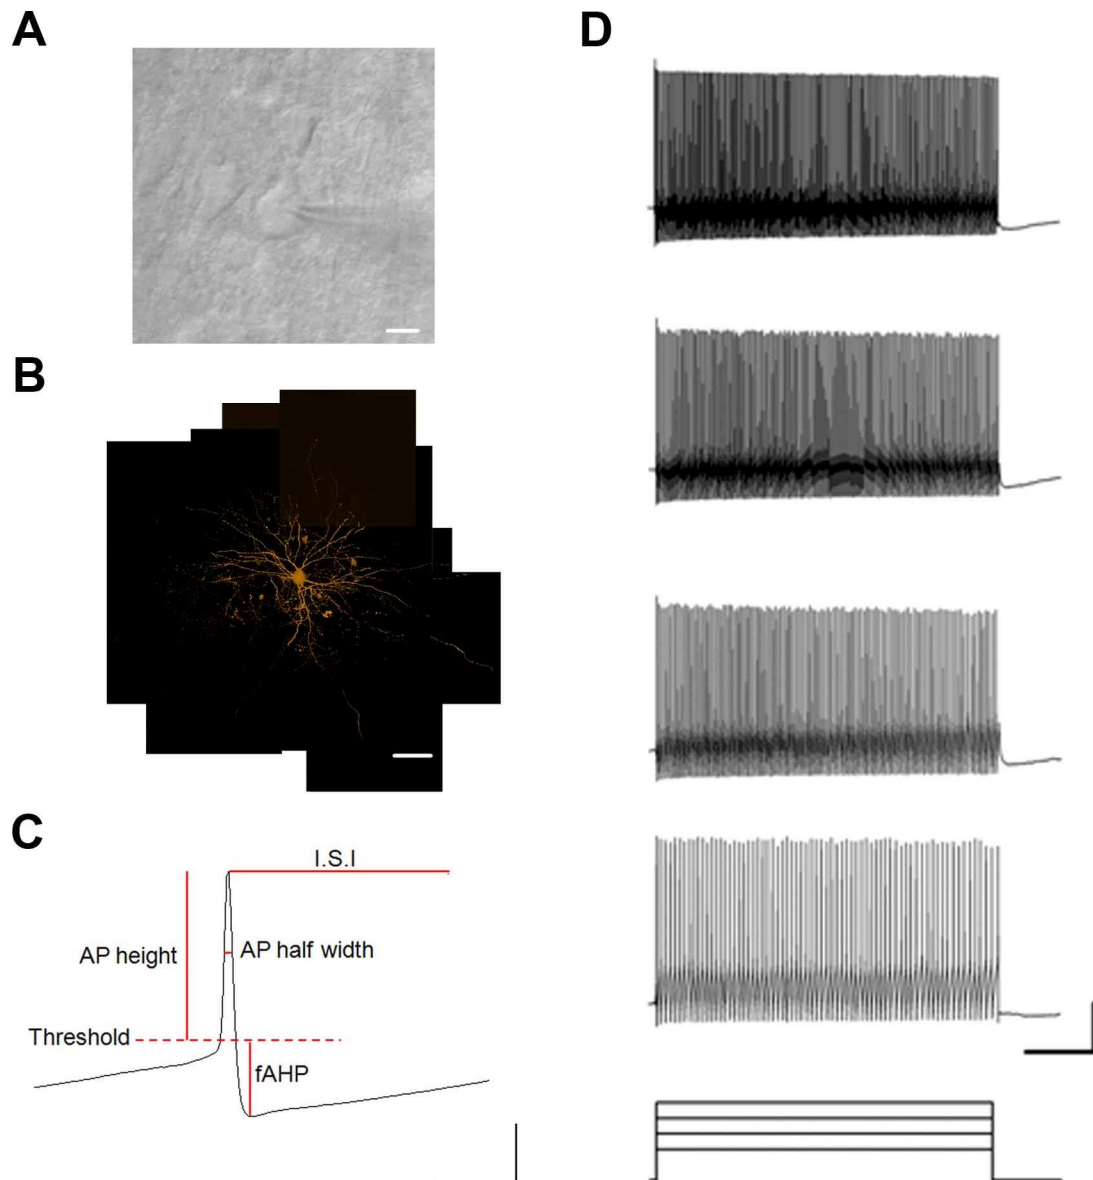 A
B
C
I.S.I
AP height
AP half width
Threshold
fAHP
D